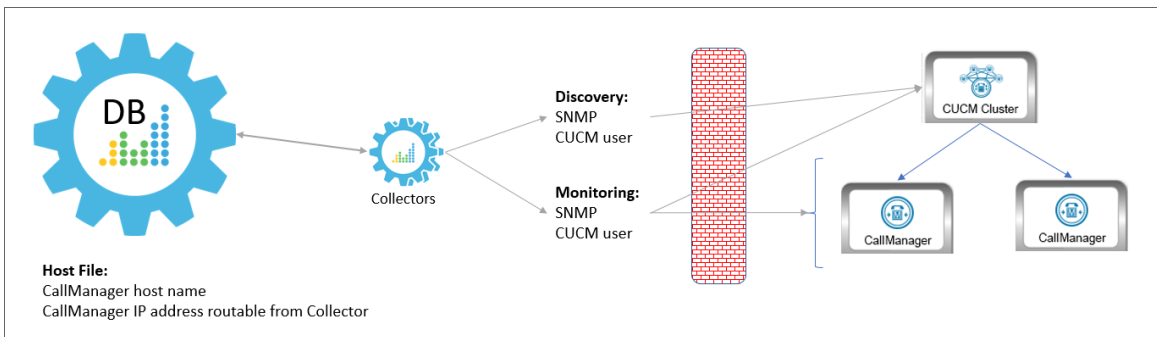 DB
Collectors
Discovery:
SNMP
CUCM user
Monitoring:
SNMP
CUCM user
CUCM Cluster
CallManager
CallManager
Host File:
CallManager host name
CallManager IP address routable from Collector